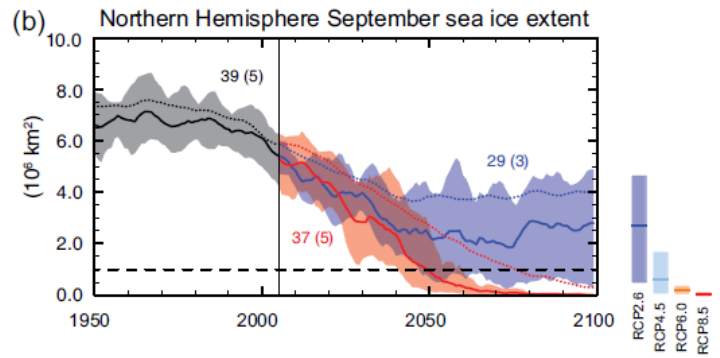 (b) Northern Hemisphere September sea ice extent
10.0
8.0
6.0
4.0
2.0
0.0
(10⁶ km²)
39 (5)
29 (3)
37 (5)
1950 2000 2050 2100
RCP2.6
RCP4.5
RCP6.0
RCP8.5